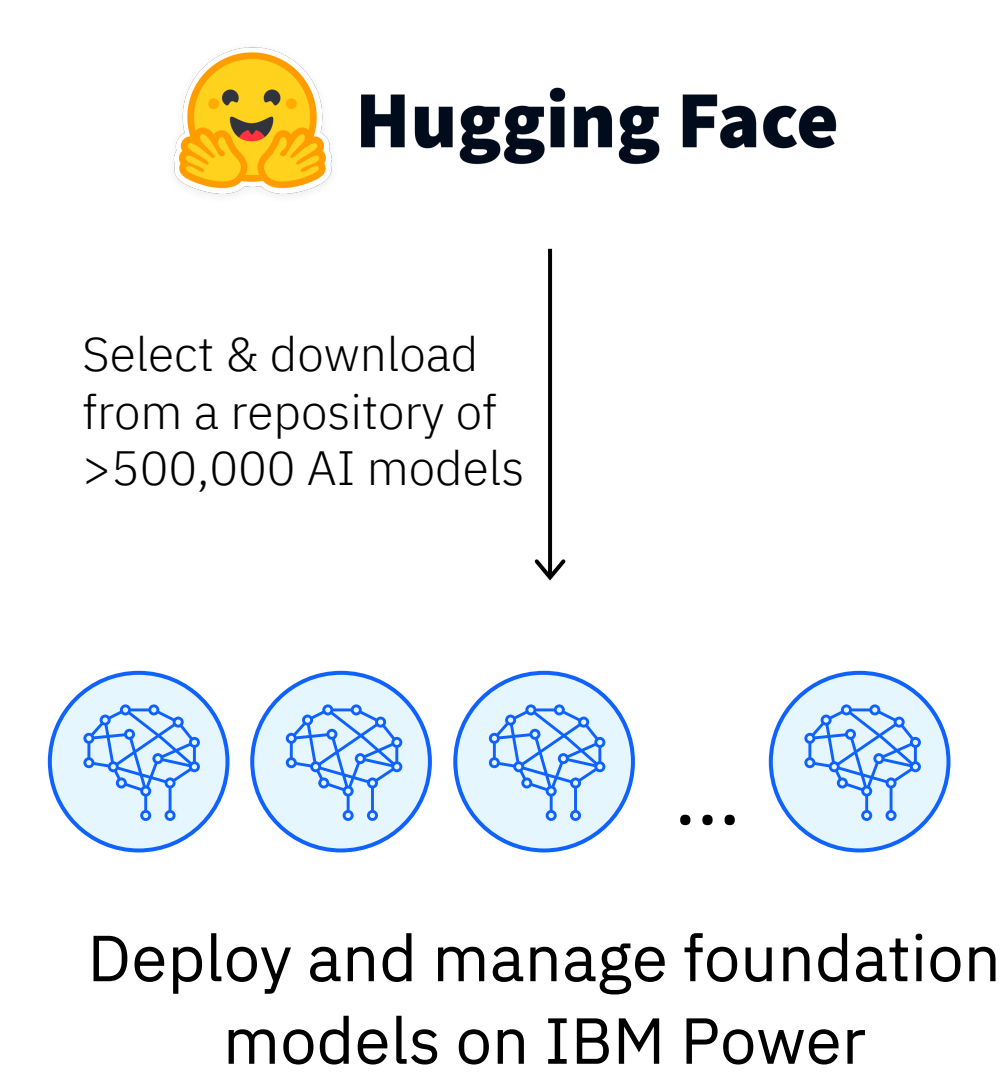 Hugging Face
Select & download
from a repository of
>500,000 AI models
...
Deploy and manage foundation
models on IBM Power